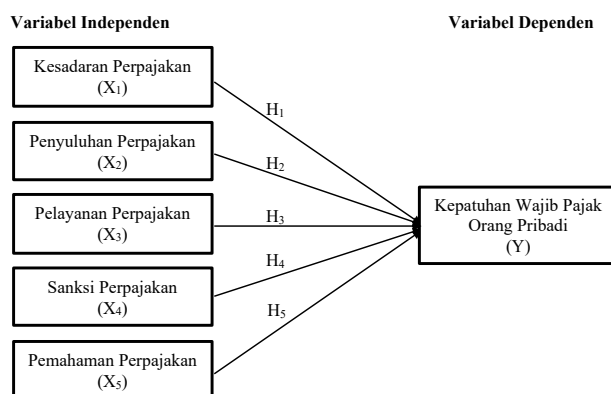 Variabel Independen
Variabel Dependen
Kesadaran Perpajakan
(X₁)
H₁
Penyuluhan Perpajakan
(X₂)
H₂
Pelayanan Perpajakan
(X₃)
H₃
Kepatuhan Wajib Pajak
Orang Pribadi
(Y)
Sanksi Perpajakan
(X₄)
H₄
Pemahaman Perpajakan
(X₅)
H₅